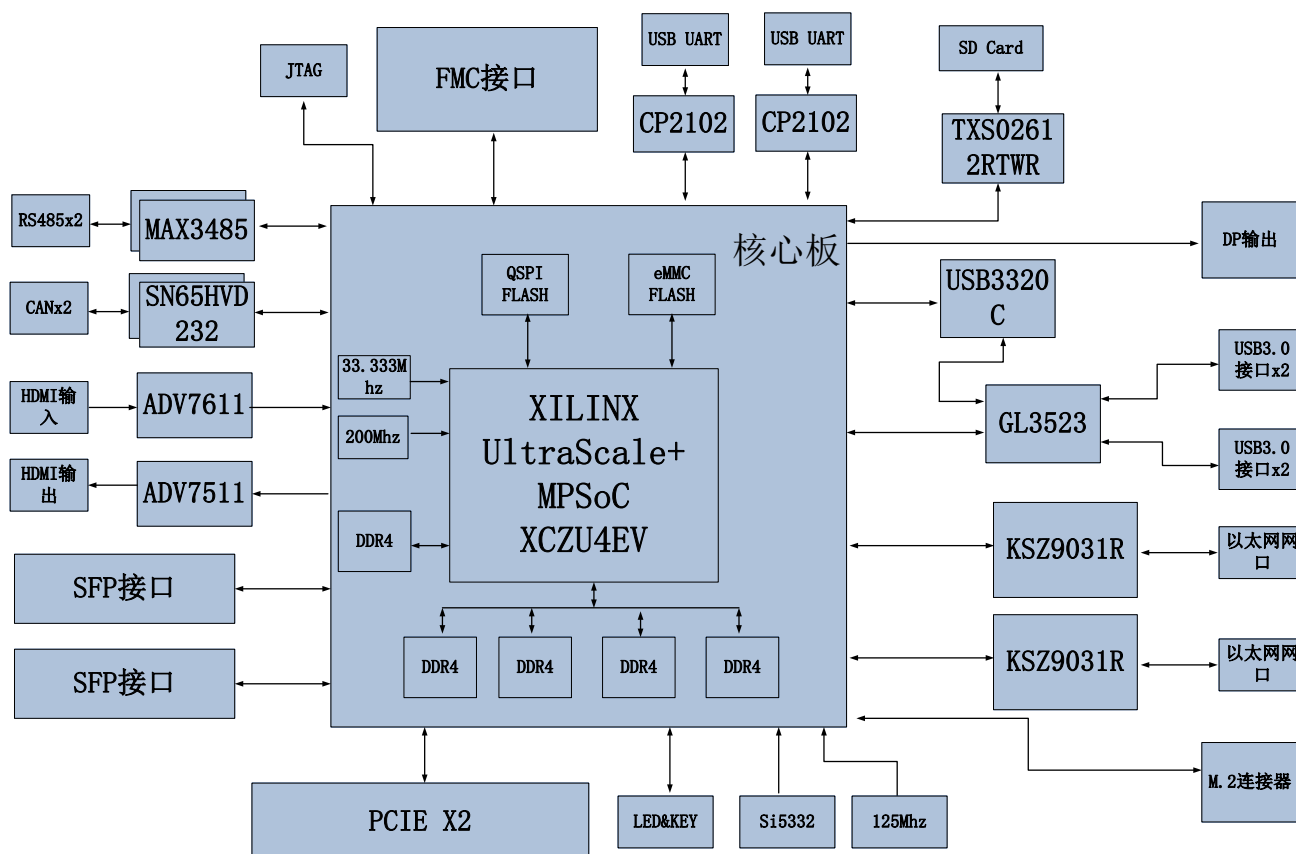 JTAG
FMC接口
USB UART
USB UART
CP2102
CP2102
SD Card
TXS0261
2RTWR
RS485x2
MAX3485
CANx2
SN65HVD
232
HDMI输
入
ADV7611
HDMI输
出
ADV7511
SFP接口
SFP接口
核心板
QSPI
FLASH
eMMC
FLASH
33.333M
hz
200Mhz
DDR4
XILINX
UltraScale+
MPSoC
XCZU4EV
DDR4
DDR4
DDR4
DDR4
DP输出
USB3320
C
GL3523
USB3.0
接口x2
USB3.0
接口x2
KSZ9031R
以太网网
口
KSZ9031R
以太网网
口
M.2连接器
PCIE X2
LED&KEY
Si5332
125Mhz